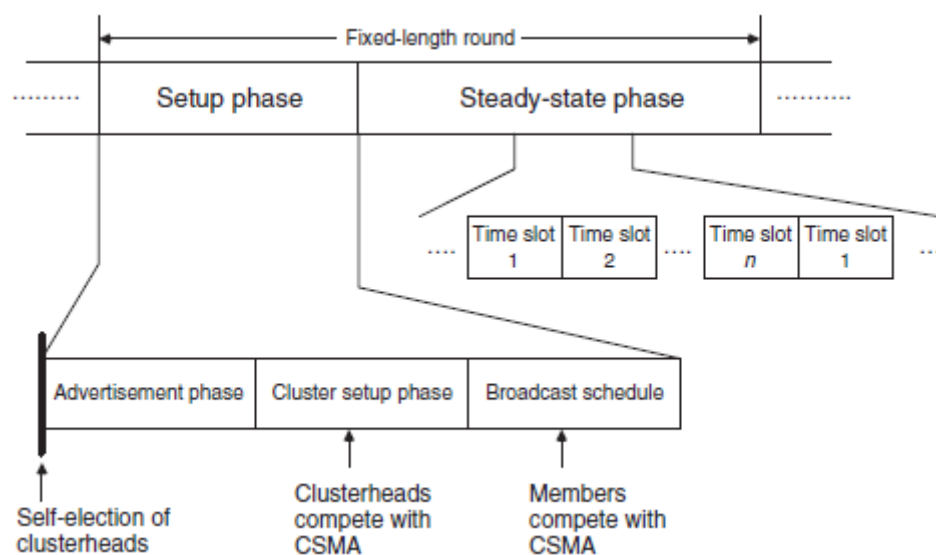 Fixed-length round
......... Setup phase Steady-state phase ..........
.... Time slot 1 Time slot 2 .... Time slot n Time slot 1 ...
Advertisement phase Cluster setup phase Broadcast schedule
Self-election of
clusterheads
Clusterheads
compete with
CSMA
Members
compete with
CSMA